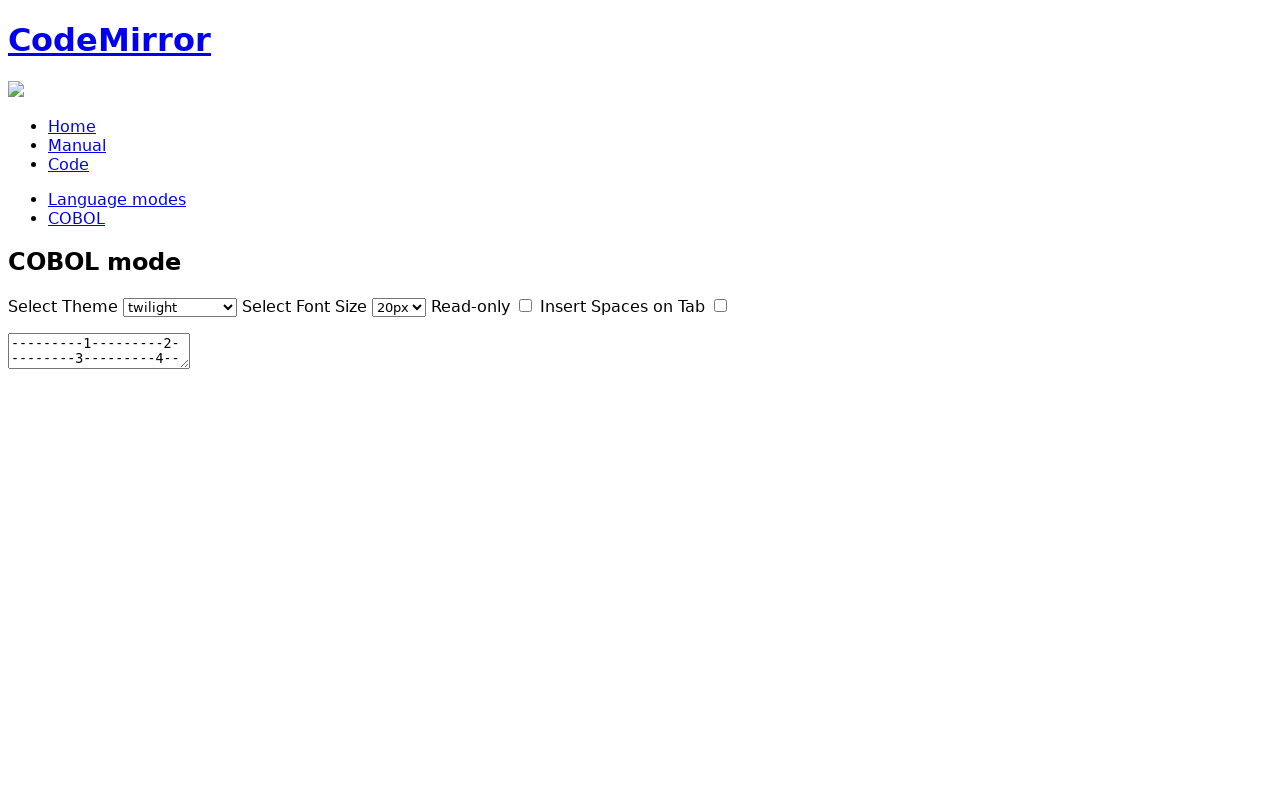 CodeMirror
Home
Manual
Code
Language modes
COBOL
COBOL mode
Select Theme twilight Select Font Size 20px Read-only Insert Spaces on Tab
---------1---------2-
--------3---------4--